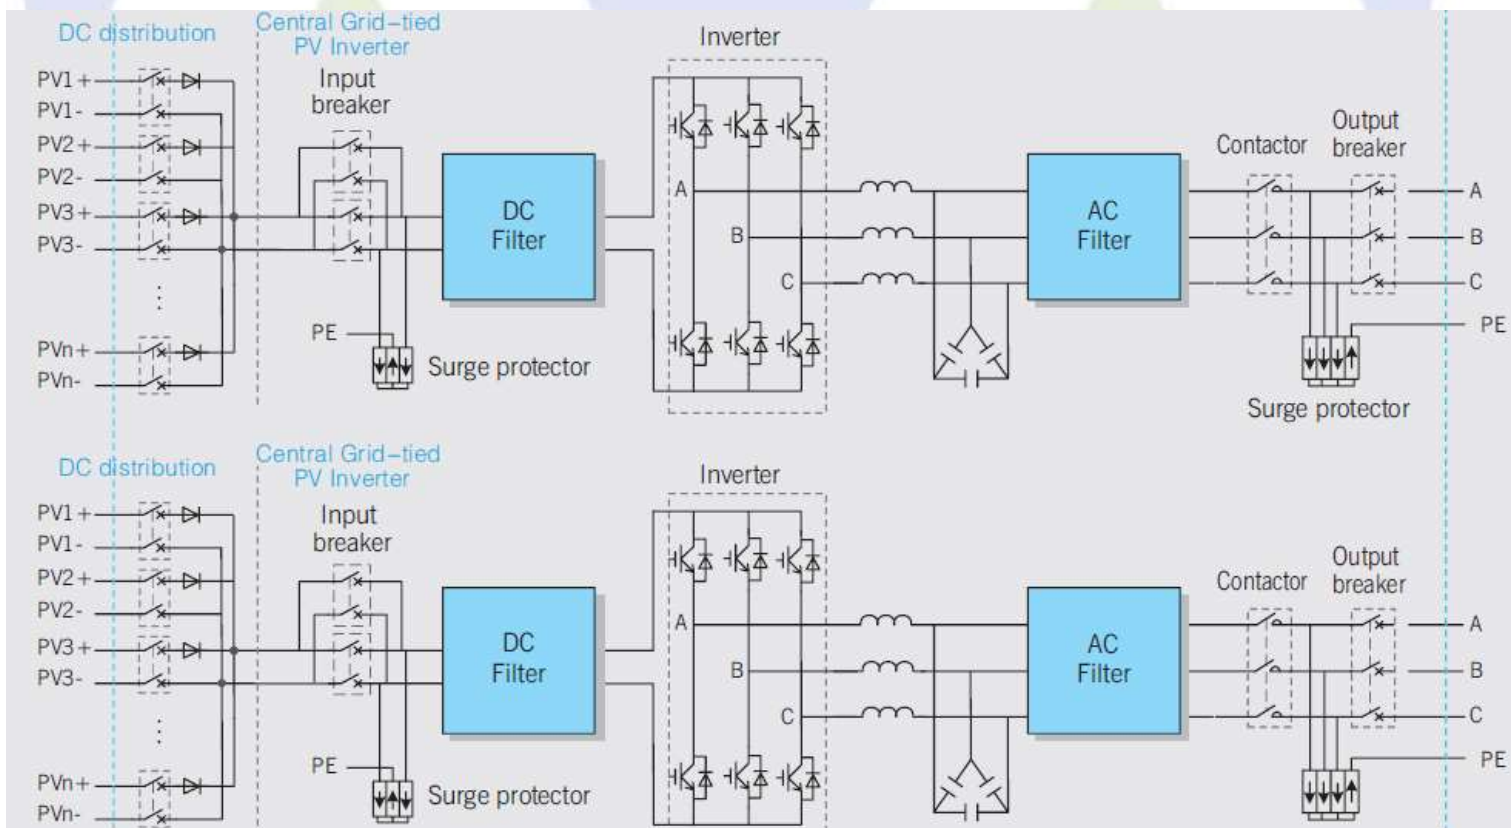 DC distribution
Central Grid-tied
PV Inverter
Inverter
PV1 +
PV1 -
PV2+
PV2-
PV3+
PV3-
PVn+
PVn-
Input
breaker
DC
Filter
PE
Surge protector
A
B
C
AC
Filter
Contactor
Output
breaker
A
B
C
PE
Surge protector
DC distribution
Central Grid-tied
PV Inverter
Inverter
PV1 +
PV1-
PV2+
PV2-
PV3+
PV3-
PVn+
PVn-
Input
breaker
DC
Filter
PE
Surge protector
A
B
C
AC
Filter
Contactor
Output
breaker
A
B
C
PE